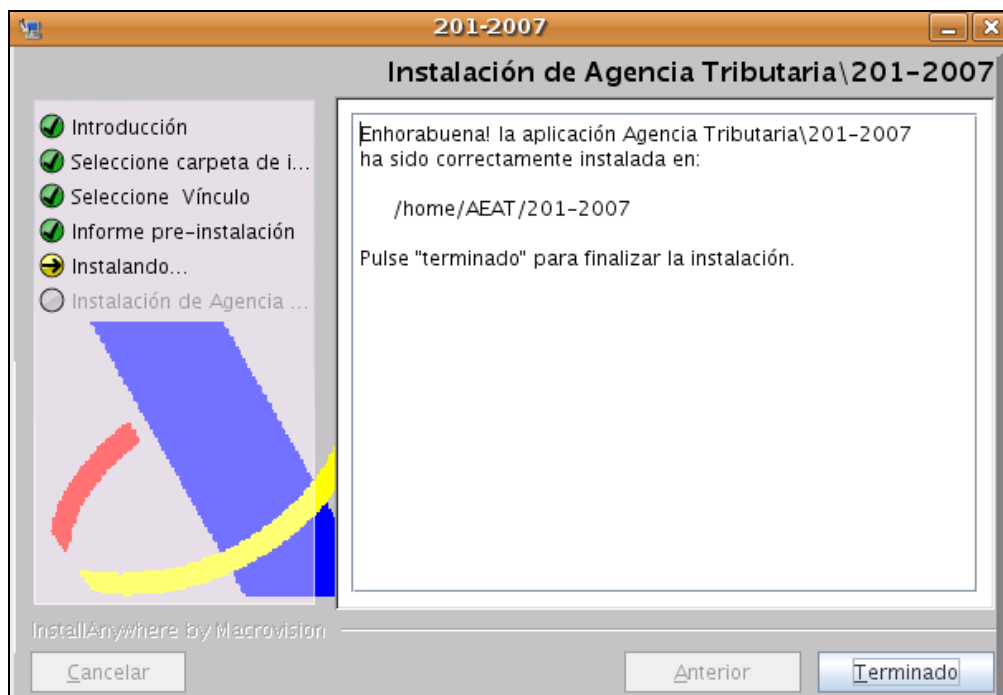 201-2007
Instalación de Agencia Tributaria\201-2007
Introducción
Seleccione carpeta de i...
Seleccione Vínculo
Informe pre-instalación
Instalando...
Instalación de Agencia ...
Enhorabuena! la aplicación Agencia Tributaria\201-2007
ha sido correctamente instalada en:
/home/AEAT/201-2007
Pulse "terminado" para finalizar la instalación.
InstallAnywhere by Macrovision
Cancelar
Anterior
Terminado